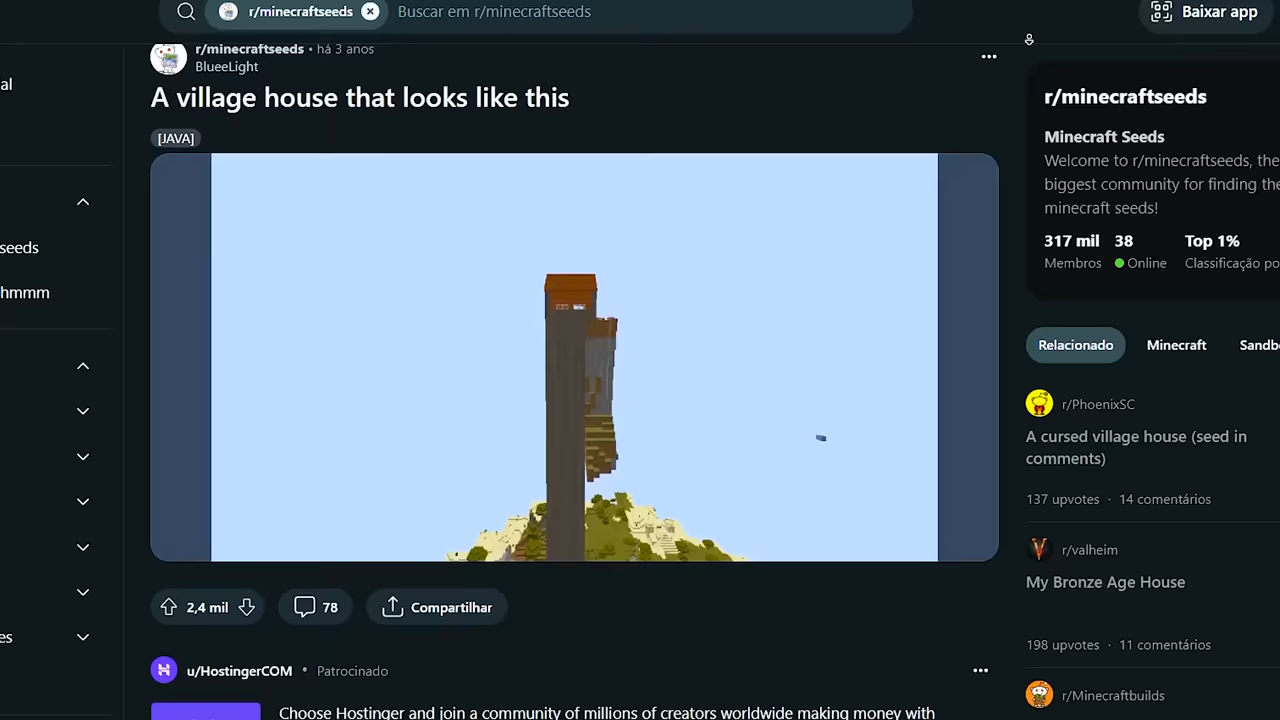 r/minecraftseeds
Buscar em r/minecraftseeds
Baixar app
al
seeds
hmmm
es
r/minecraftseeds • há 3 anos
BlueeLight
A village house that looks like this
[JAVA]
2,4 mil
78
Compartilhar
u/HostingerCOM • Patrocinado
Choose Hostinger and join a community of millions of creators worldwide making money with
r/minecraftseeds
Minecraft Seeds
Welcome to r/minecraftseeds, the
biggest community for finding the
minecraft seeds!
317 mil 38 Top 1%
Membros Online Classificação po
Relacionado Minecraft Sandb
r/PhoenixSC
A cursed village house (seed in
comments)
137 upvotes · 14 comentários
r/valheim
My Bronze Age House
198 upvotes · 11 comentários
r/Minecraftbuilds